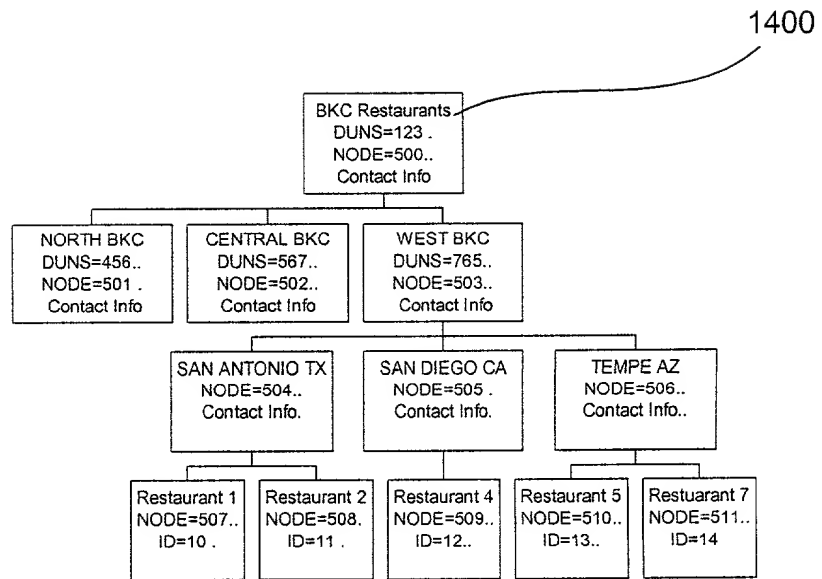 1400
BKC Restaurants
DUNS=123 .
NODE=500..
Contact Info
NORTH BKC
DUNS=456..
NODE=501 .
Contact Info
CENTRAL BKC
DUNS=567..
NODE=502..
Contact Info
WEST BKC
DUNS=765..
NODE=503..
Contact Info
SAN ANTONIO TX
NODE=504..
Contact Info.
SAN DIEGO CA
NODE=505 .
Contact Info.
TEMPE AZ
NODE=506..
Contact Info..
Restaurant 1
NODE=507..
ID=10 .
Restaurant 2
NODE=508.
ID=11 .
Restaurant 4
NODE=509..
ID=12..
Restaurant 5
NODE=510..
ID=13..
Restuarant 7
NODE=511..
ID=14